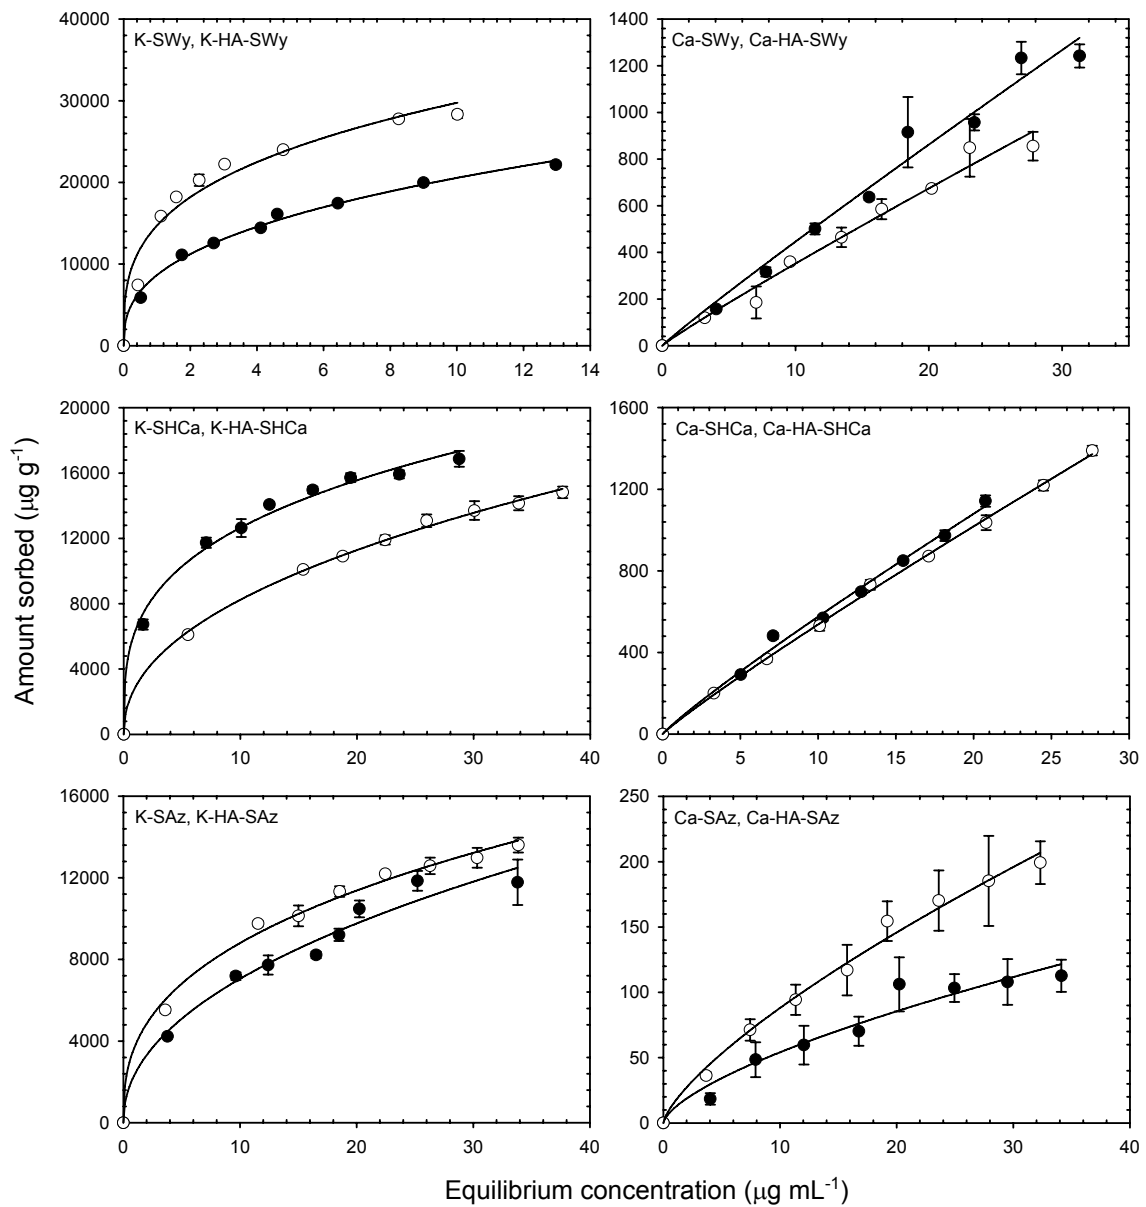 K-SWy, K-HA-SWy
40000
30000
20000
10000
0
0 2 4 6 8 10 12 14
Ca-SWy, Ca-HA-SWy
1400
1200
1000
800
600
400
200
0
0 10 20 30
K-SHCa, K-HA-SHCa
20000
16000
12000
8000
4000
0
0 10 20 30 40
Ca-SHCa, Ca-HA-SHCa
1600
1200
800
400
0
0 5 10 15 20 25 30
K-SAz, K-HA-SAz
16000
12000
8000
4000
0
0 10 20 30 40
Ca-SAz, Ca-HA-SAz
250
200
150
100
50
0
0 10 20 30 40
Amount sorbed (μg g⁻¹)
Equilibrium concentration (μg mL⁻¹)